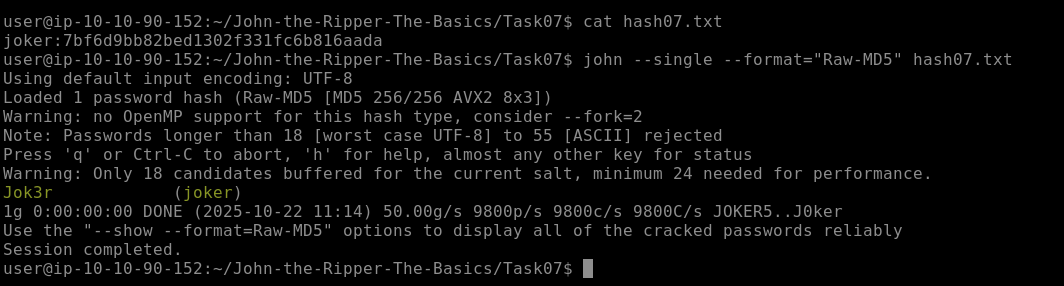 user@ip-10-10-90-152:~/John-the-Ripper-The-Basics/Task07$ cat hash07.txt
joker:7bf6d9bb82bed1302f331fc6b816aada
user@ip-10-10-90-152:~/John-the-Ripper-The-Basics/Task07$ john --single --format="Raw-MD5" hash07.txt
Using default input encoding: UTF-8
Loaded 1 password hash (Raw-MD5 [MD5 256/256 AVX2 8x3])
Warning: no OpenMP support for this hash type, consider --fork=2
Note: Passwords longer than 18 [worst case UTF-8] to 55 [ASCII] rejected
Press 'q' or Ctrl-C to abort, 'h' for help, almost any other key for status
Warning: Only 18 candidates buffered for the current salt, minimum 24 needed for performance.
Jok3r            (joker)
1g 0:00:00:00 DONE (2025-10-22 11:14) 50.00g/s 9800p/s 9800c/s 9800C/s JOKER5..J0ker
Use the "--show --format=Raw-MD5" options to display all of the cracked passwords reliably
Session completed.
user@ip-10-10-90-152:~/John-the-Ripper-The-Basics/Task07$